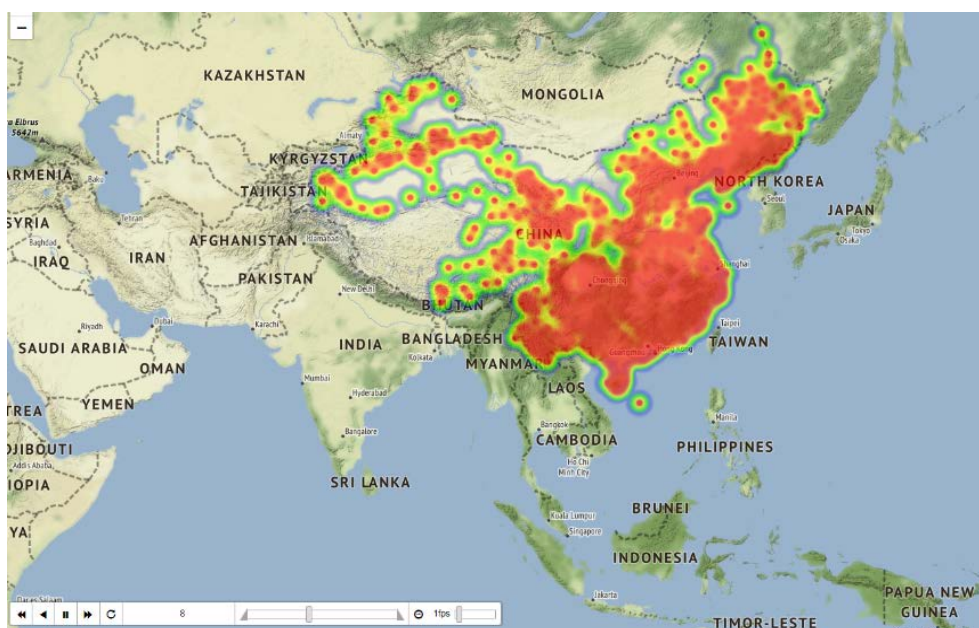 −
KAZAKHSTAN
MONGOLIA
a Elbrus
5642m
Almaty
KYRGYZSTAN
ARMENIA
Baku
TAJIKISTAN
Beijing
NORTH KOREA
Seoul
JAPAN
Tokyo
Osaka
SYRIA
Tehran
Baghdad
IRAQ
IRAN
AFGHANISTAN
Islamabad
CHINA
PAKISTAN
New Delhi
Chongqing
Shanghai
BHUTAN
Riyadh
Dubai
Karachi
SAUDI ARABIA
INDIA
BANGLADESH
Kolkata
Guangzhou
Hong Kong
Taipei
TAIWAN
OMAN
MYANMAR
LAOS
Mumbai
Hyderabad
TREA
YEMEN
Bangkok
Manila
DJIBOUTI
Addis Ababa
Bangalore
CAMBODIA
PHILIPPINES
Ho Chi
Minh City
IOPIA
SRI LANKA
BRUNEI
Kuala Lumpur
Singapore
YA
INDONESIA
Jakarta
PAPUA NEW
GUINEA
TIMOR-LESTE
8
1fps